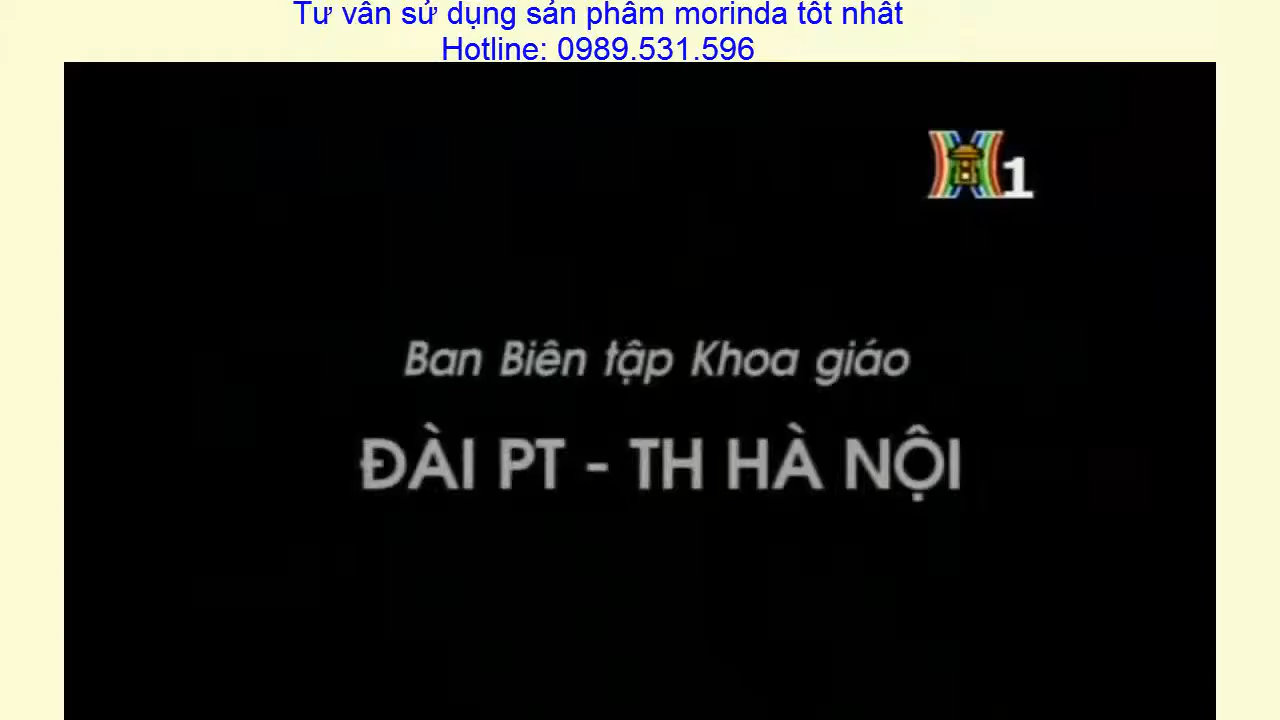 Tư vấn sử dụng sản phẩm morinda tốt nhất
Hotline: 0989.531.596
1
Ban Biên tập Khoa giáo
ĐÀI PT - TH HÀ NỘI